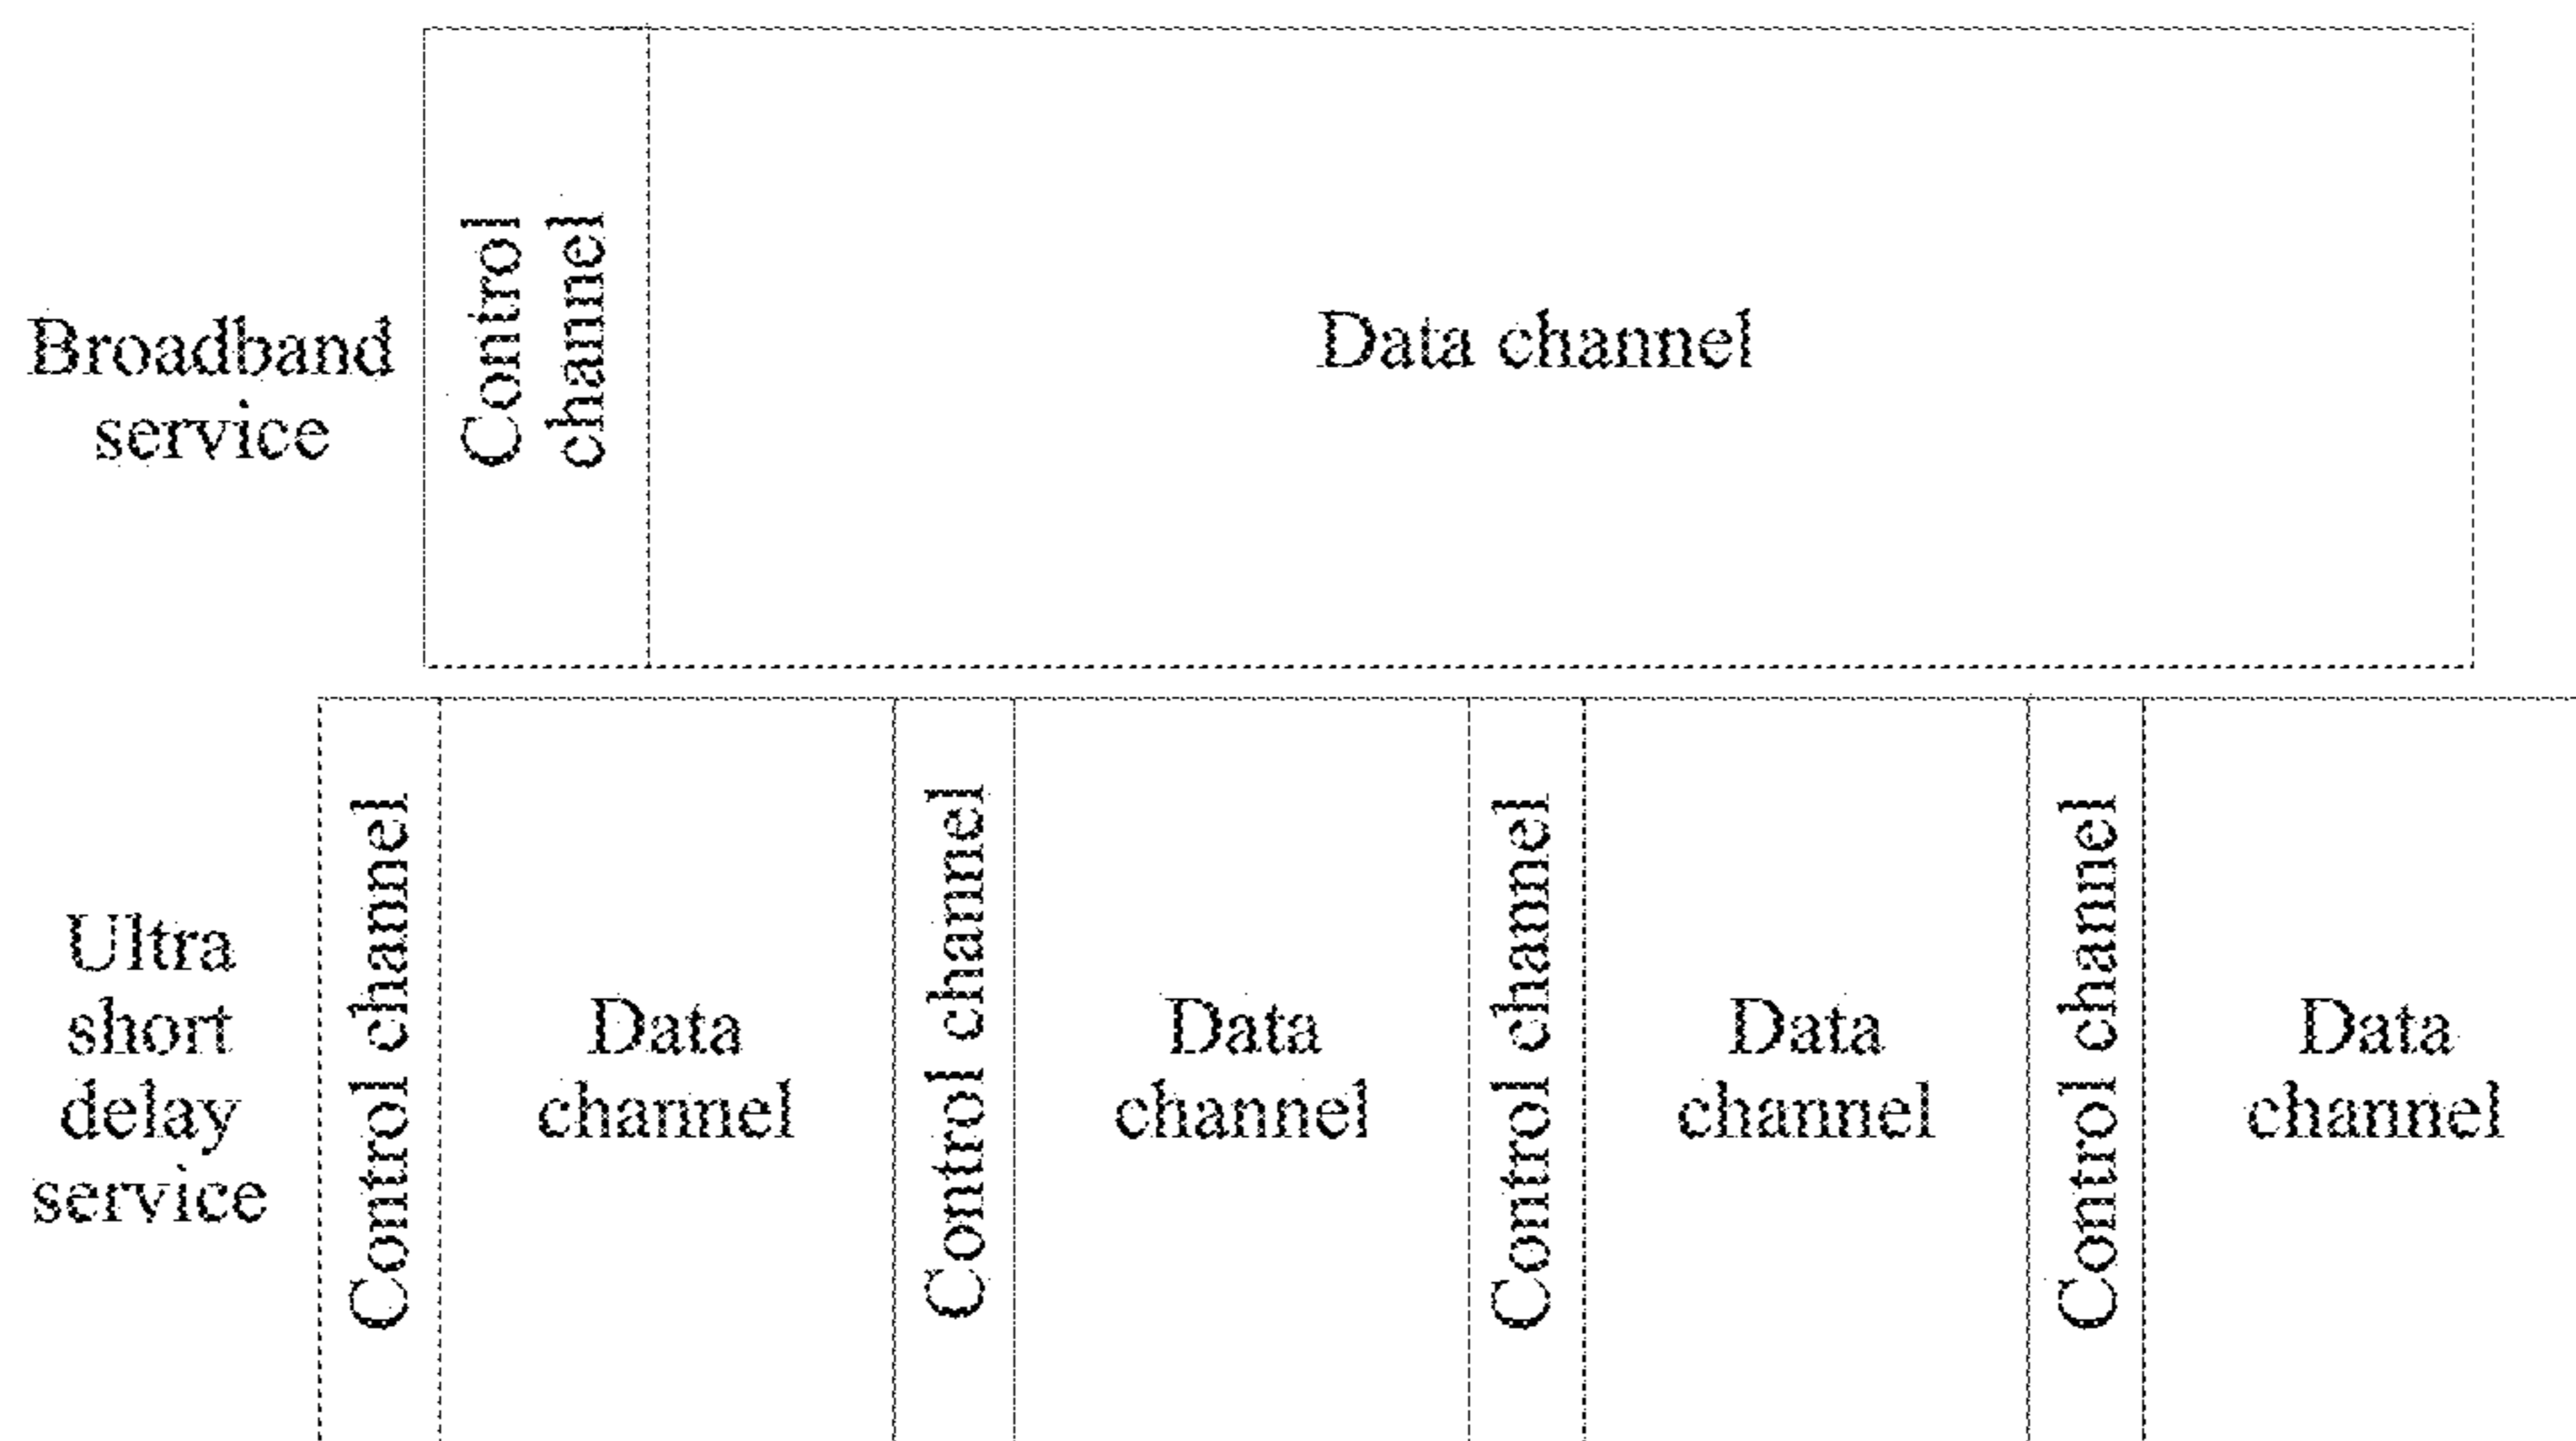 Broadband
service
Control
channel
Data channel
Ultra
short
delay
service
Control channel
Data
channel
Control channel
Data
channel
Control channel
Data
channel
Control channel
Data
channel